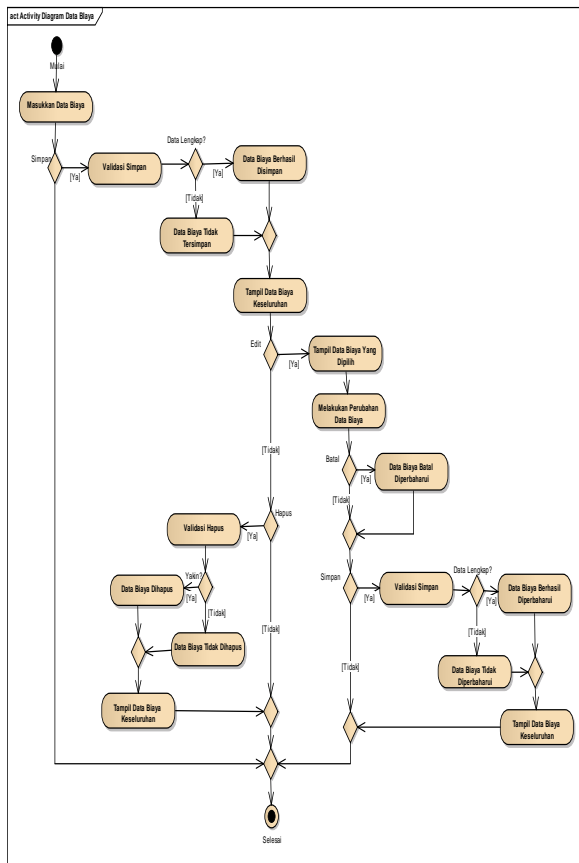 act Activity Diagram Data Biaya
Mulai
Masukkan Data Biaya
Simpan
[Ya]
Validasi Simpan
Data Lengkap?
[Ya]
Data Biaya Berhasil
Disimpan
[Tidak]
Data Biaya Tidak
Tersimpan
Tampil Data Biaya
Keseluruhan
Edit
[Ya]
Tampil Data Biaya Yang
Dipilih
Melakukan Perubahan
Data Biaya
[Tidak]
Batal
[Ya]
Data Biaya Batal
Diperbaharui
[Tidak]
Hapus
[Ya]
Validasi Hapus
Yakin?
[Ya]
Data Biaya Dihapus
[Tidak]
Data Biaya Tidak Dihapus
[Tidak]
Tampil Data Biaya
Keseluruhan
Simpan
[Ya]
Validasi Simpan
Data Lengkap?
[Ya]
Data Biaya Berhasil
Diperbaharui
[Tidak]
Data Biaya Tidak
Diperbaharui
[Tidak]
Tampil Data Biaya
Keseluruhan
Selesai